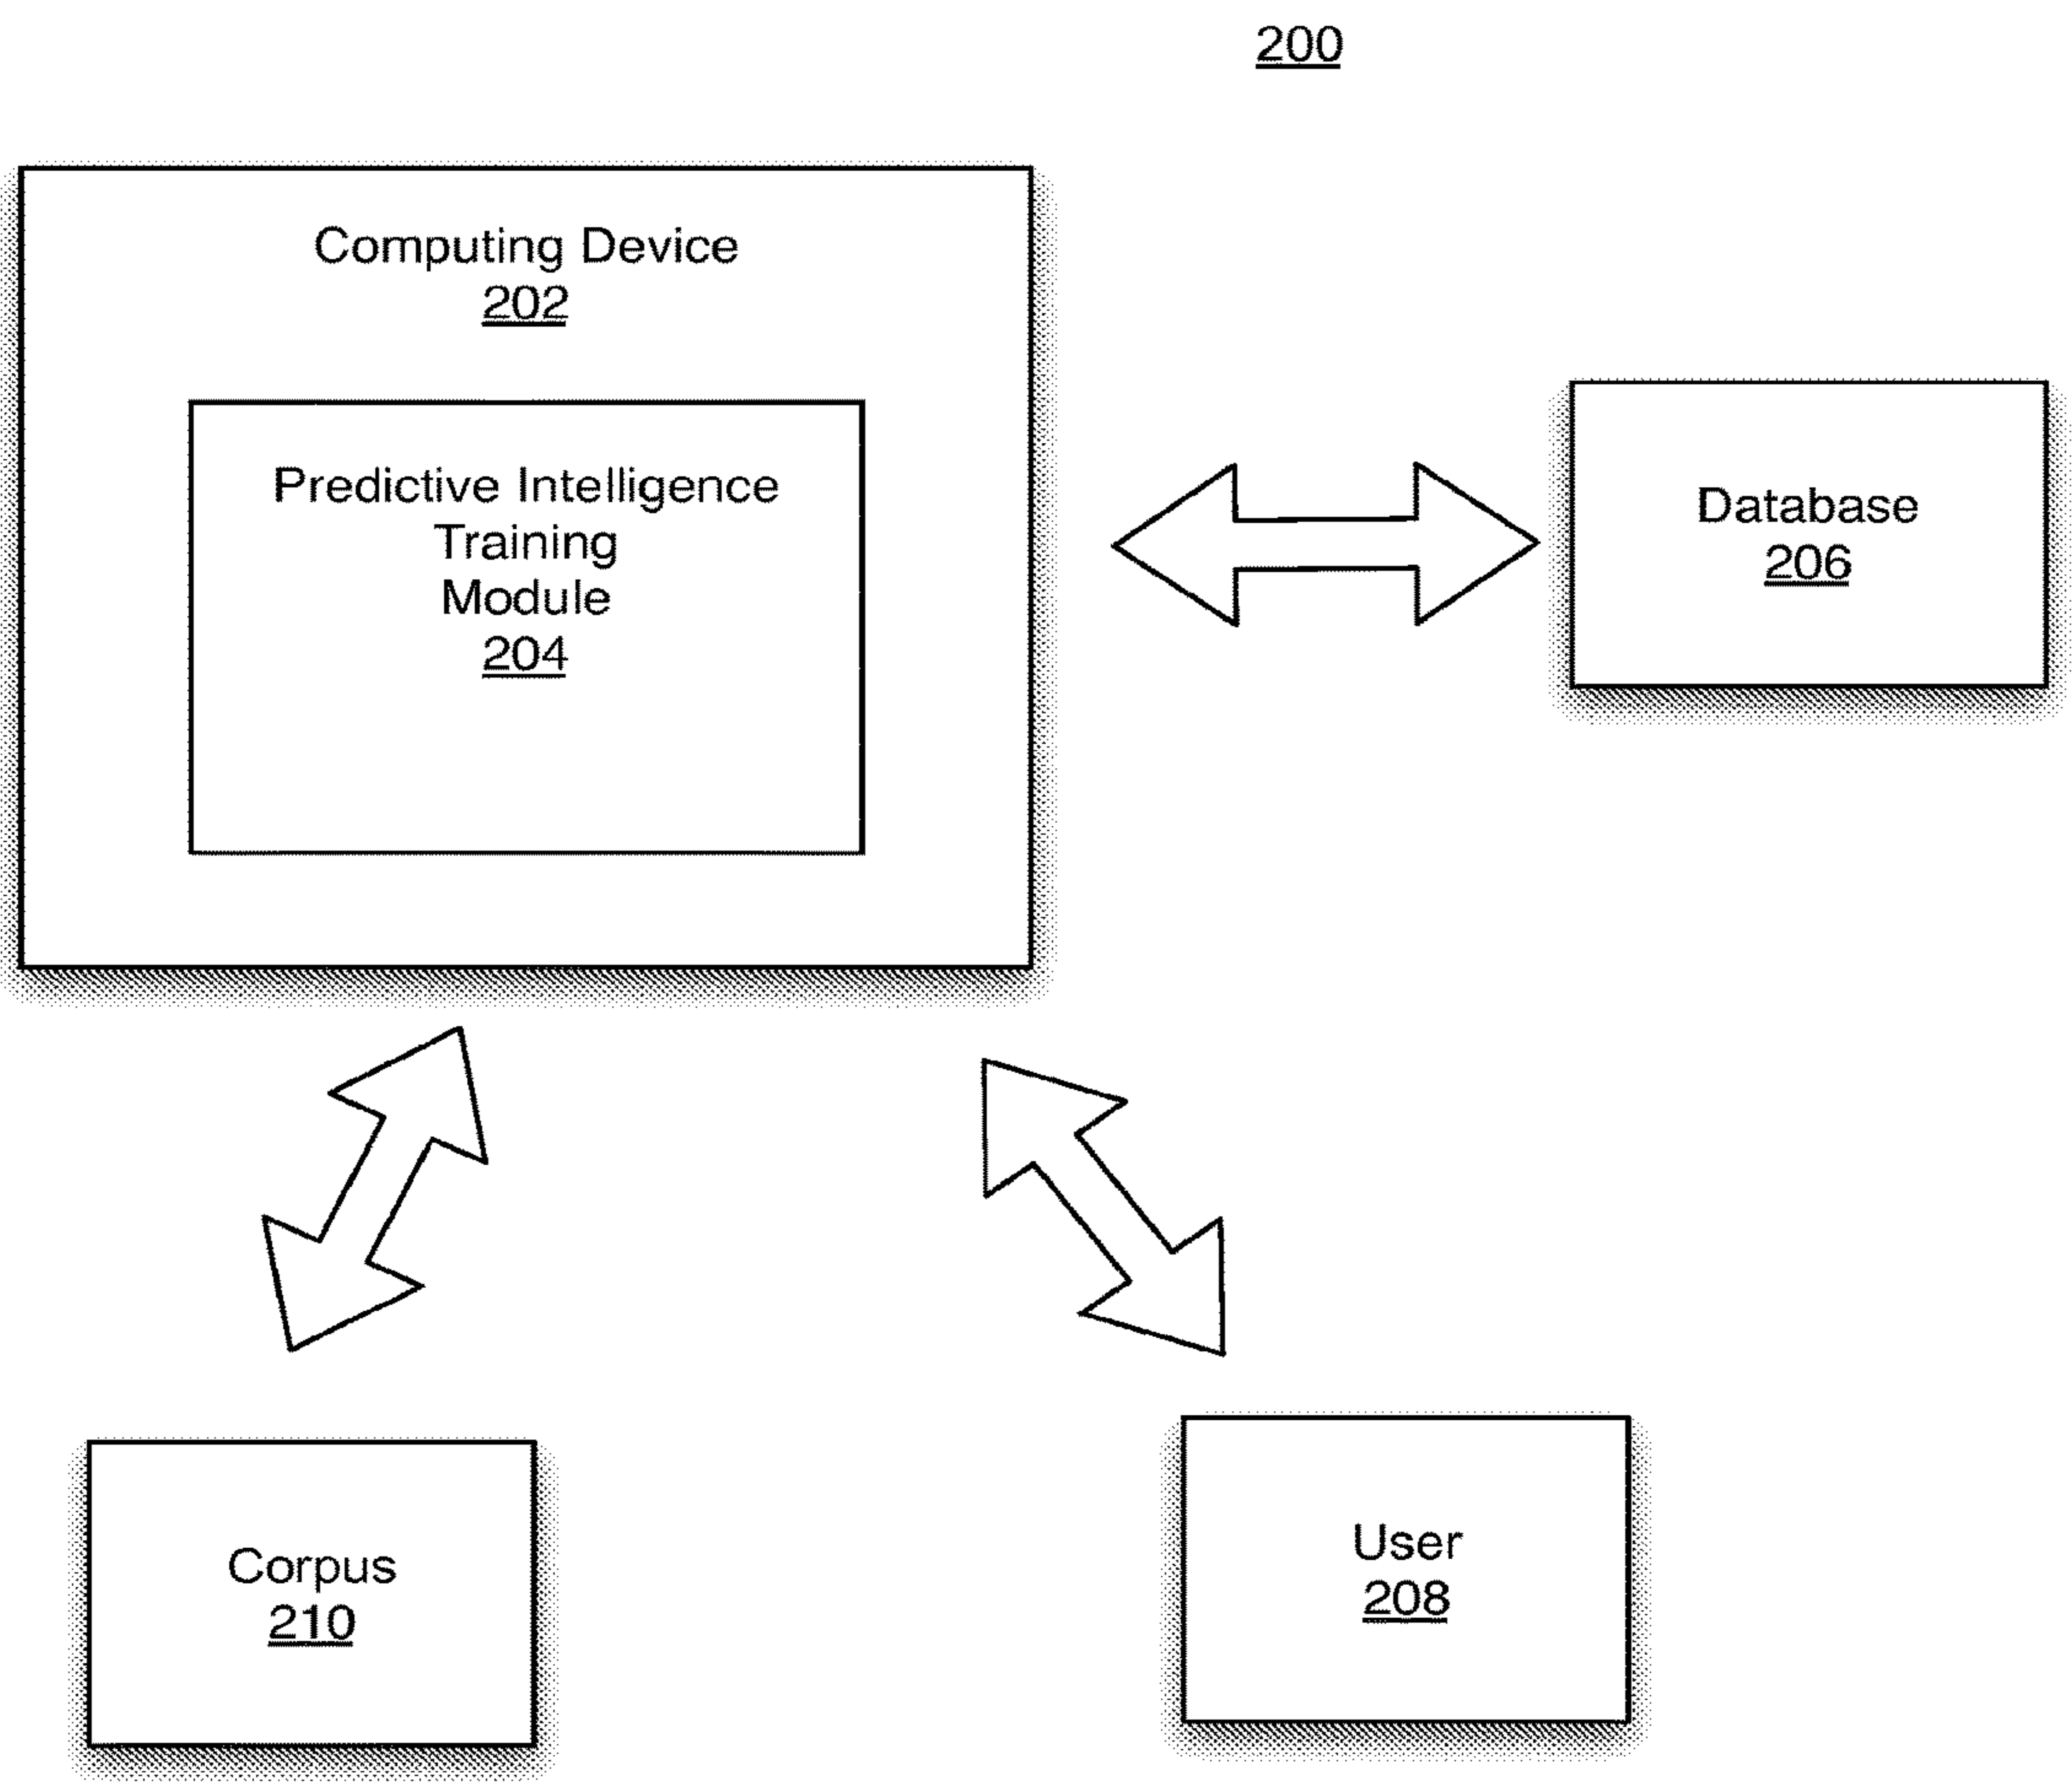 200
Computing Device
202
Predictive Intelligence
Training
Module
204
Database
206
Corpus
210
User
208